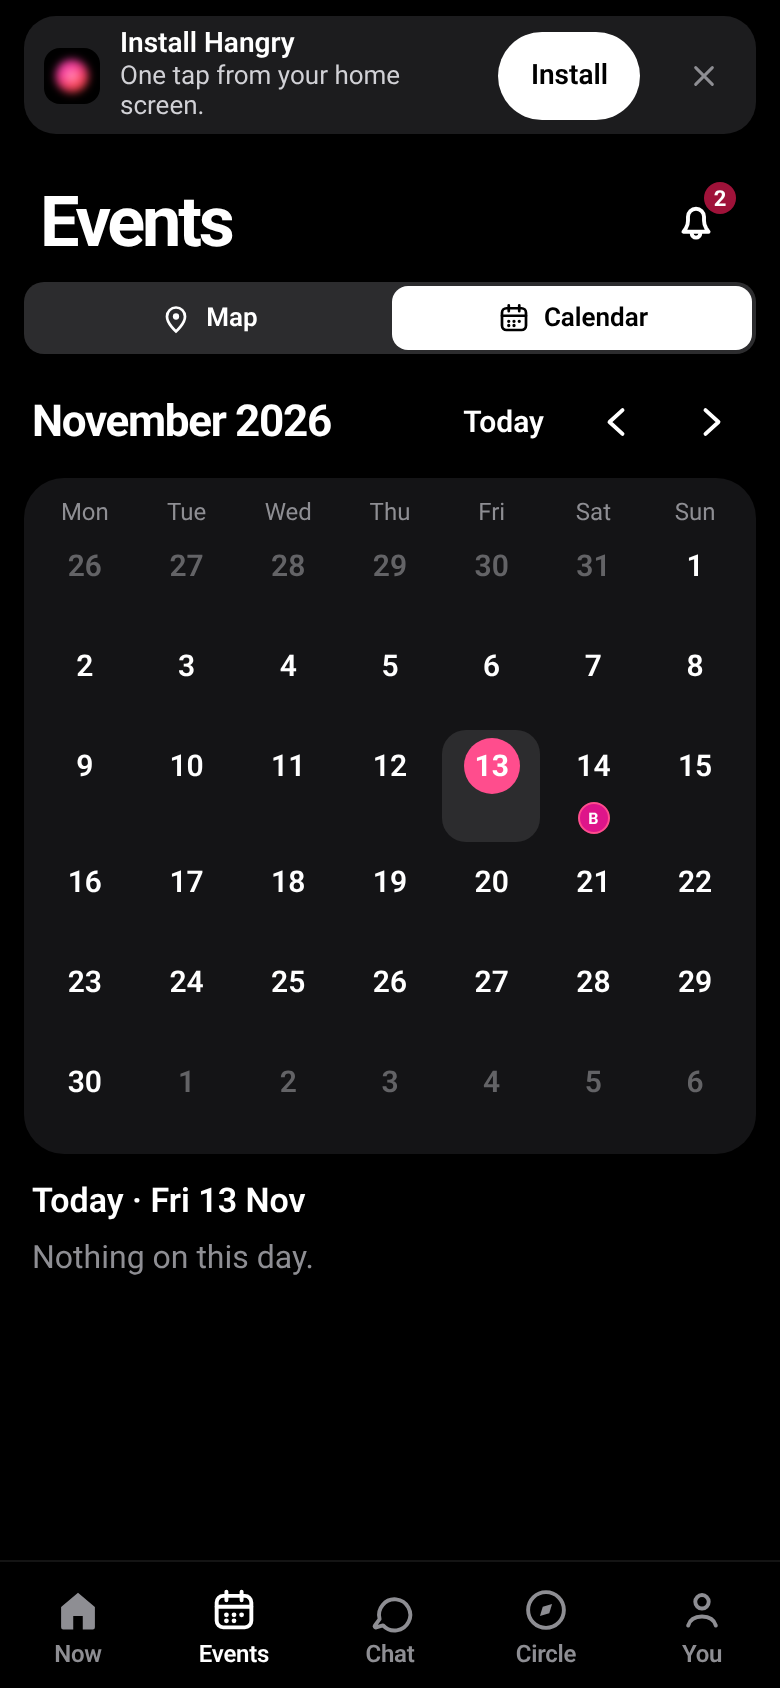 Install Hangry
One tap from your home
screen.
Install
Events
2
Map
Calendar
November 2026
Today
Mon Tue Wed Thu Fri Sat Sun
26 27 28 29 30 31 1
2 3 4 5 6 7 8
9 10 11 12 13 14 15
B
16 17 18 19 20 21 22
23 24 25 26 27 28 29
30 1 2 3 4 5 6
Today · Fri 13 Nov
Nothing on this day.
Now Events Chat Circle You